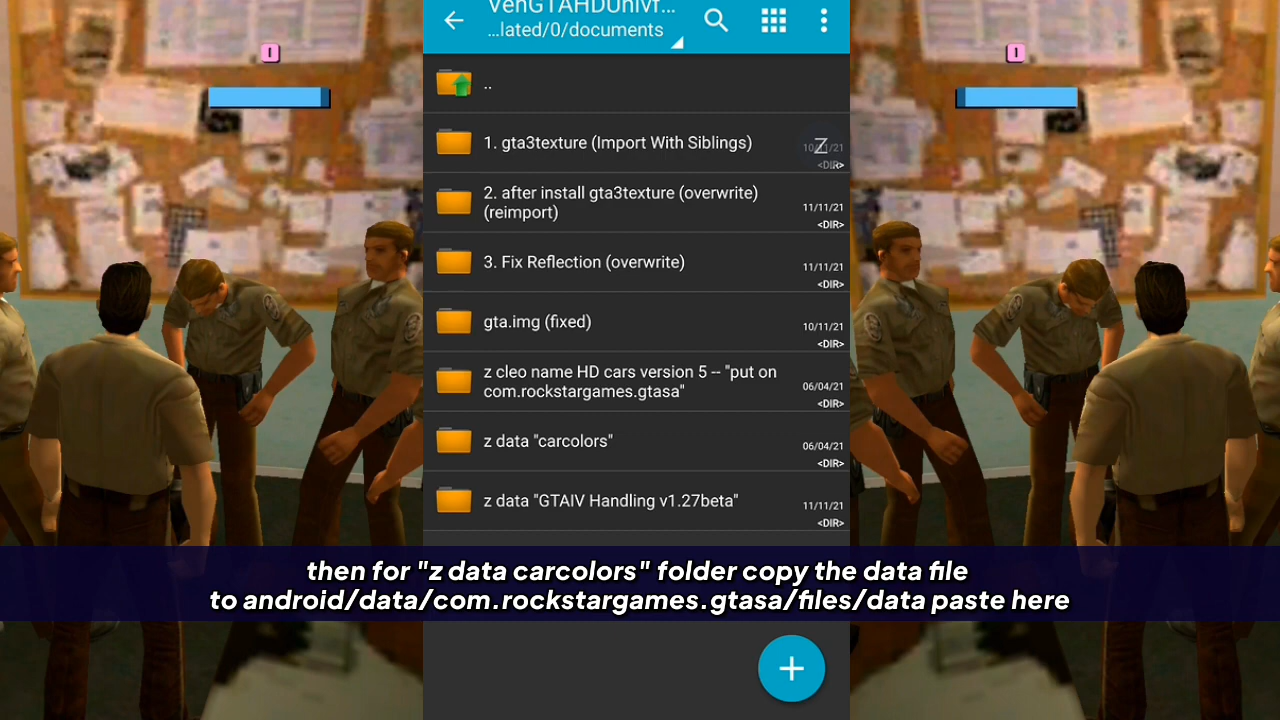 VenGTAHDUnivf...
...lated/0/documents
..
1. gta3texture (Import With Siblings)
Z
<DIR>
2. after install gta3texture (overwrite)
(reimport)
11/11/21
<DIR>
3. Fix Reflection (overwrite)
11/11/21
<DIR>
gta.img (fixed)
10/11/21
<DIR>
z cleo name HD cars version 5 -- "put on
com.rockstargames.gtasa"
06/04/21
<DIR>
z data "carcolors"
06/04/21
<DIR>
z data "GTAIV Handling v1.27beta"
11/11/21
<DIR>
then for "z data carcolors" folder copy the data file
to android/data/com.rockstargames.gtasa/files/data paste here